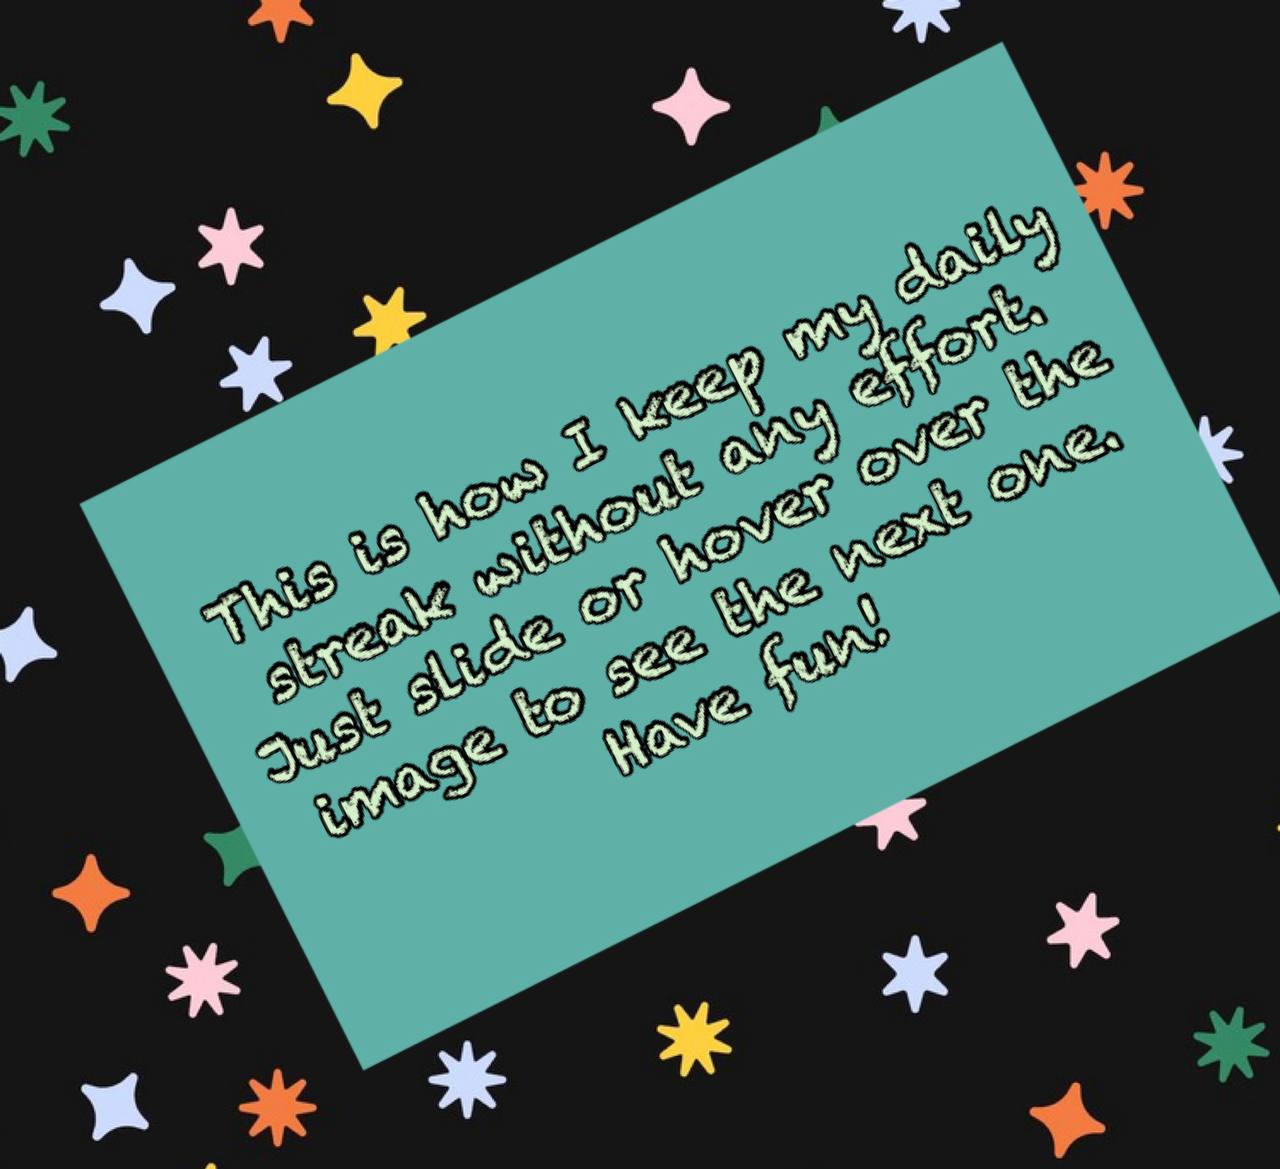 This is how I keep my daily
streak without any effort.
Just slide or hover over the
image to see the next one.
Have fun!